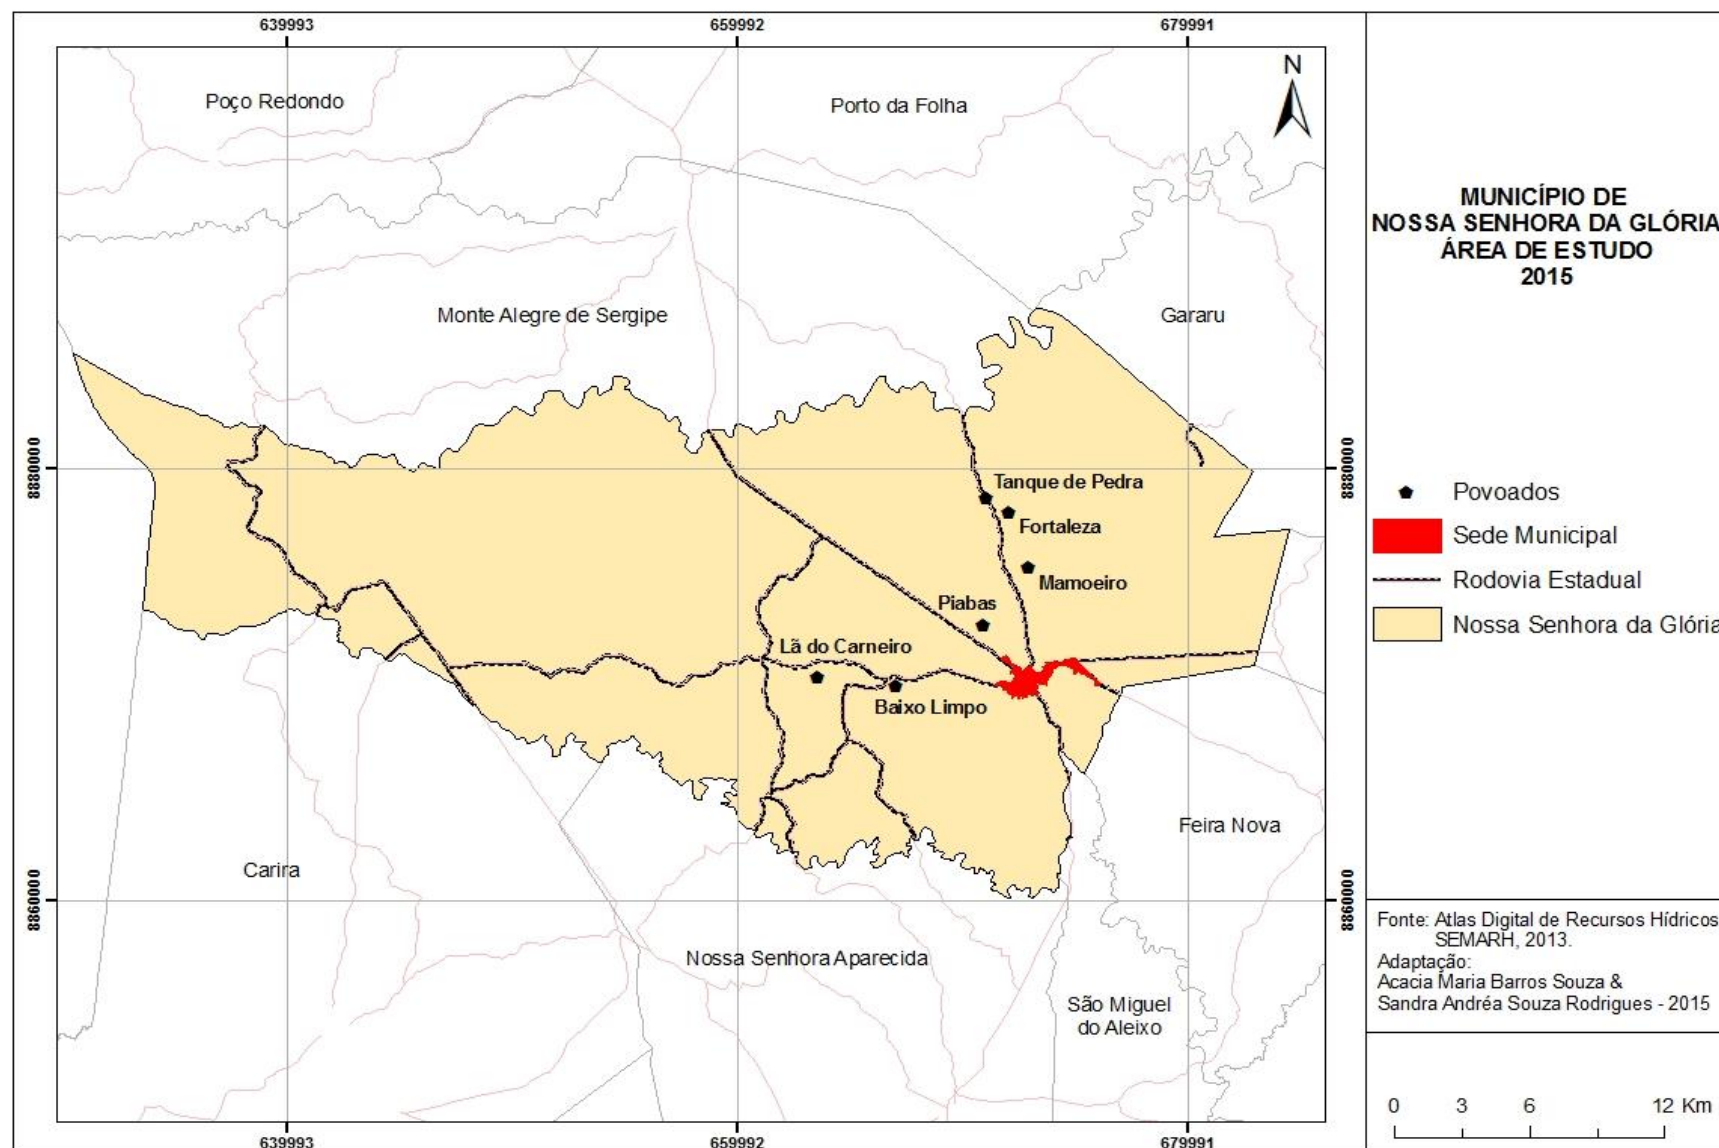 639993
659992
679991
N
Poço Redondo
Porto da Folha
MUNICÍPIO DE
NOSSA SENHORA DA GLÓRIA
ÁREA DE ESTUDO
2015
Monte Alegre de Sergipe
Gararu
8880000
8880000
Tanque de Pedra
Fortaleza
Mamoeiro
Piabas
Lã do Carneiro
Baixo Limpo
Povoados
Sede Municipal
Rodovia Estadual
Nossa Senhora da Glória
Feira Nova
Carira
8860000
8860000
Nossa Senhora Aparecida
São Miguel
do Aleixo
Fonte: Atlas Digital de Recursos Hídricos
SEMARH, 2013.
Adaptação:
Acacia Maria Barros Souza &
Sandra Andréa Souza Rodrigues - 2015
0 3 6 12 Km
639993
659992
679991